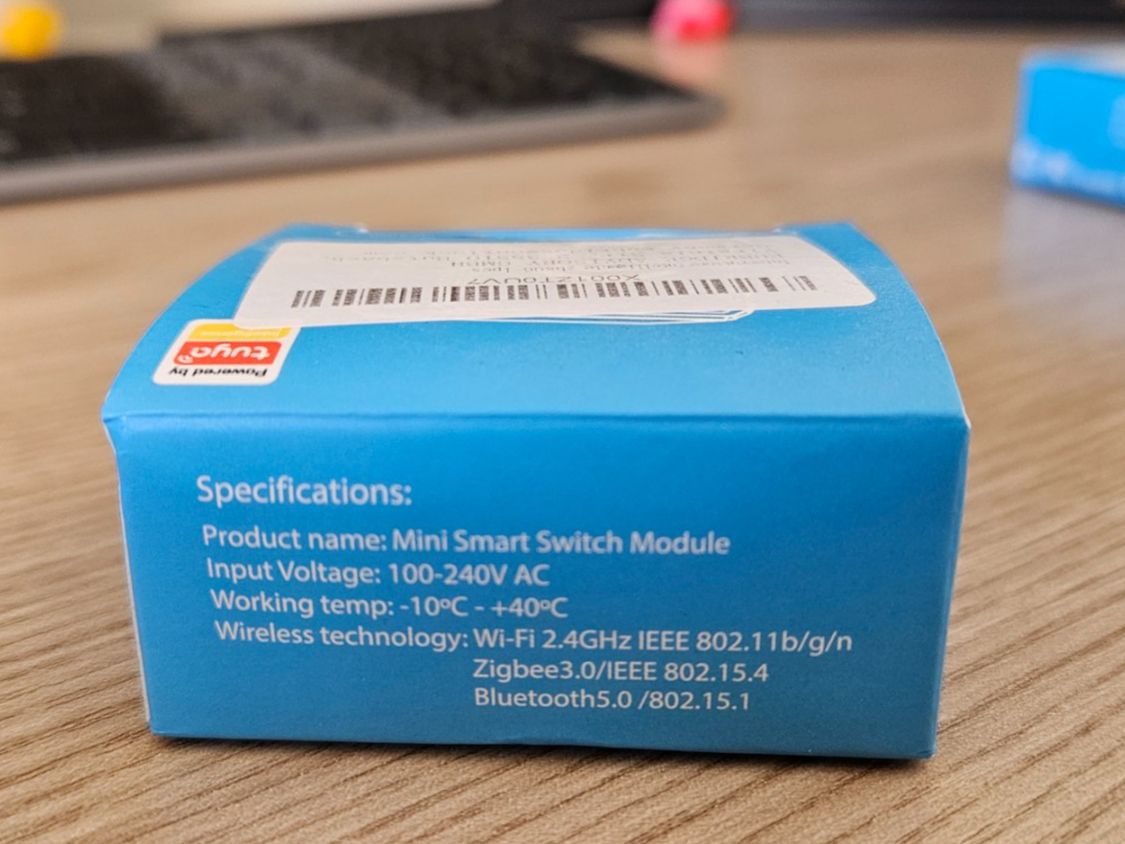 X001ZT0UV7
Powered by
tuya
Specifications:
Product name: Mini Smart Switch Module
Input Voltage: 100-240V AC
Working temp: -10ºC - +40ºC
Wireless technology: Wi-Fi 2.4GHz IEEE 802.11b/g/n
Zigbee3.0/IEEE 802.15.4
Bluetooth5.0 /802.15.1